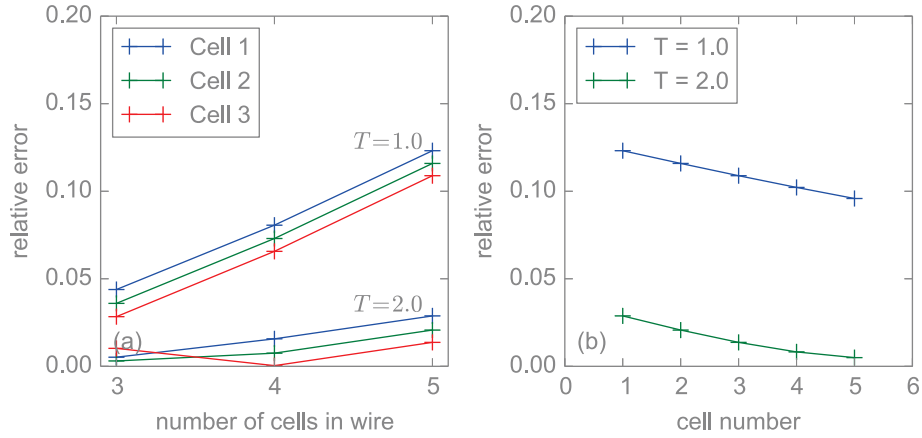 0.20
0.15
0.10
0.05
0.00
relative error
Cell 1
Cell 2
Cell 3
T=1.0
T=2.0
(a)
3 4 5
number of cells in wire
0.20
0.15
0.10
0.05
0.00
relative error
T = 1.0
T = 2.0
(b)
0 1 2 3 4 5 6
cell number